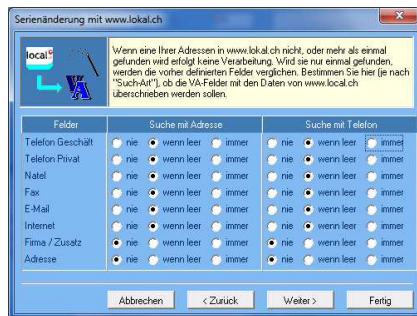 Serienänderung mit www.lokal.ch
local
VA
Wenn eine Ihrer Adressen in www.lokal.ch nicht, oder mehr als einmal
gefunden wird erfolgt keine Verarbeitung. Wird sie nur einmal gefunden,
werden die vorher definierten Felder verglichen. Bestimmen Sie hier (je nach
"Such-Art"), ob die VA-Felder mit den Daten von www.local.ch
überschrieben werden sollen.
Felder Suche mit Adresse Suche mit Telefon
Telefon Geschäft nie wenn leer immer nie wenn leer immer
Telefon Privat nie wenn leer immer nie wenn leer immer
Natel nie wenn leer immer nie wenn leer immer
Fax nie wenn leer immer nie wenn leer immer
E-Mail nie wenn leer immer nie wenn leer immer
Internet nie wenn leer immer nie wenn leer immer
Firma / Zusatz nie wenn leer immer nie wenn leer immer
Adresse nie wenn leer immer nie wenn leer immer
Abbrechen < Zurück Weiter > Fertig